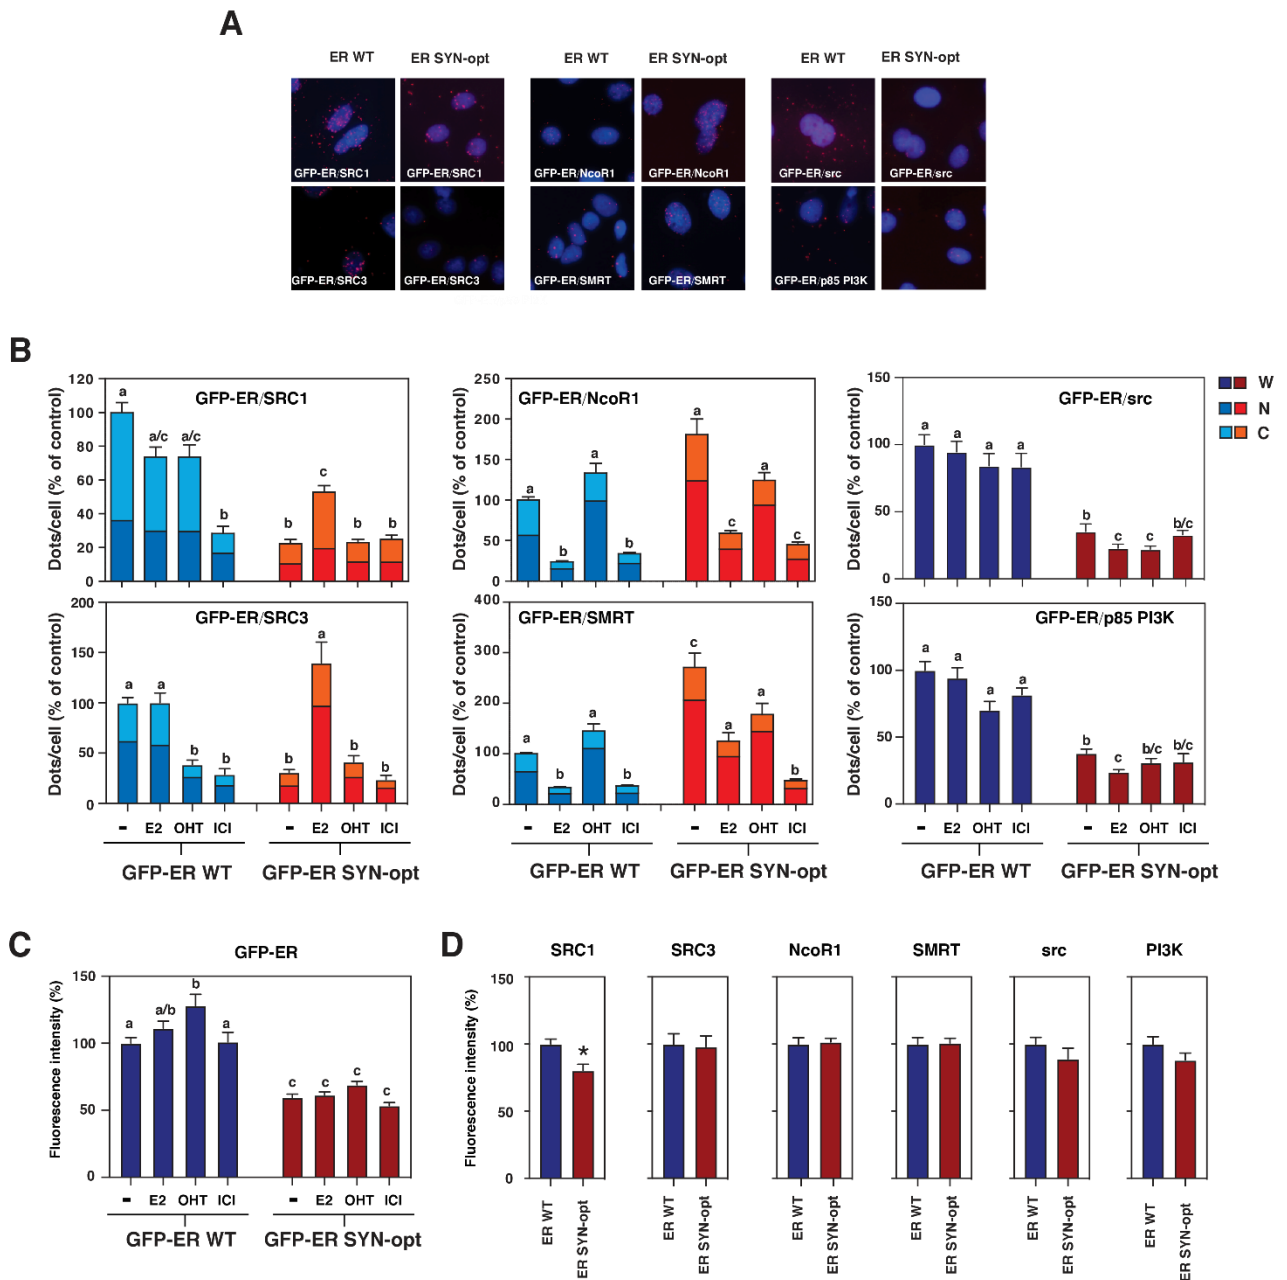 A
ER WT ER SYN-opt ER WT ER SYN-opt ER WT ER SYN-opt
GFP-ER/SRC1 GFP-ER/SRC1 GFP-ER/NcoR1 GFP-ER/NcoR1 GFP-ER/src GFP-ER/src
GFP-ER/SRC3 GFP-ER/SRC3 GFP-ER/SMRT GFP-ER/SMRT GFP-ER/p85 PI3K
B
GFP-ER/SRC1
Dots/cell (% of control)
120
100
80
60
40
20
0
a a/c a/c b b c b b
GFP-ER/NcoR1
Dots/cell (% of control)
250
200
150
100
50
0
a b a b a c a c
GFP-ER/src
Dots/cell (% of control)
150
100
50
0
a a a a b c c b/c
W
N
C
GFP-ER/SRC3
Dots/cell (% of control)
200
150
100
50
0
a a b b b a b b
- E2 OHT ICI - E2 OHT ICI
GFP-ER WT GFP-ER SYN-opt
GFP-ER/SMRT
Dots/cell (% of control)
400
300
200
100
0
a b a b c a a b
- E2 OHT ICI - E2 OHT ICI
GFP-ER WT GFP-ER SYN-opt
GFP-ER/p85 PI3K
Dots/cell (% of control)
150
100
50
0
a a a a b c b/c b/c
- E2 OHT ICI - E2 OHT ICI
GFP-ER WT GFP-ER SYN-opt
C
GFP-ER
Fluorescence intensity (%)
150
100
50
0
a a/b b a c c c c
- E2 OHT ICI - E2 OHT ICI
GFP-ER WT GFP-ER SYN-opt
D
SRC1 SRC3 NcoR1 SMRT src PI3K
Fluorescence intensity (%)
150
100
50
0
*
ER WT ER SYN-opt ER WT ER SYN-opt ER WT ER SYN-opt ER WT ER SYN-opt ER WT ER SYN-opt ER WT ER SYN-opt